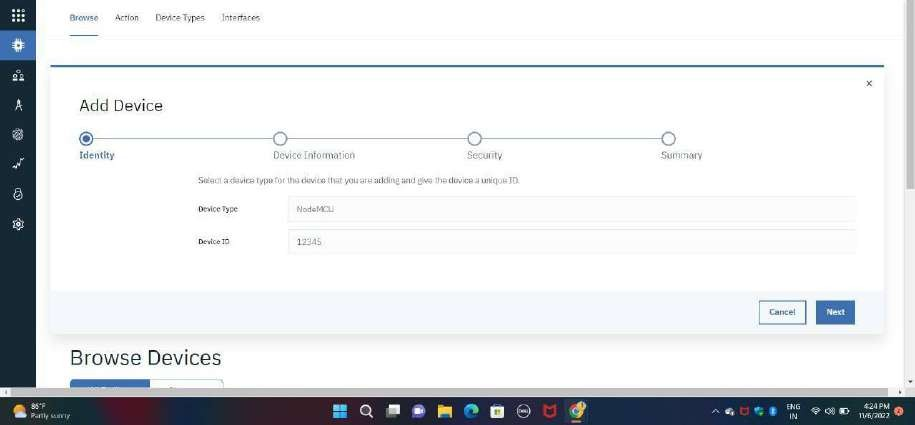 Browse Action Device Types Interfaces
Add Device
Identity Device Information Security Summary
Select a device type for the device that you are adding and give the device a unique ID.
Device Type NodeMCU
Device ID 12345
Cancel Next
Browse Devices
86°F
Partly sunny
ENG
IN
4:24 PM
11/6/2022